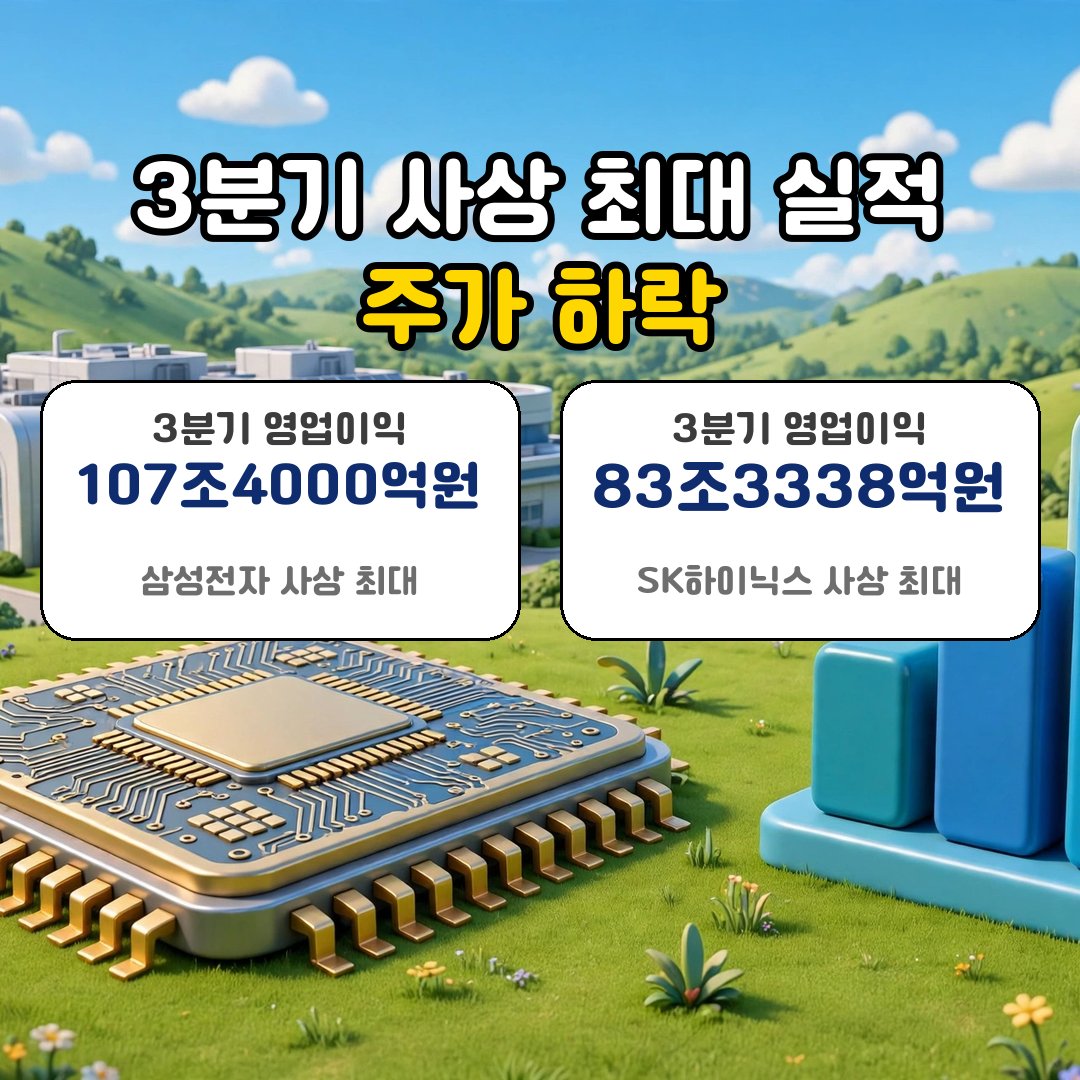 3분기 사상 최대 실적
주가 하락
3분기 영업이익
107조4000억원
삼성전자 사상 최대
3분기 영업이익
83조3338억원
SK하이닉스 사상 최대